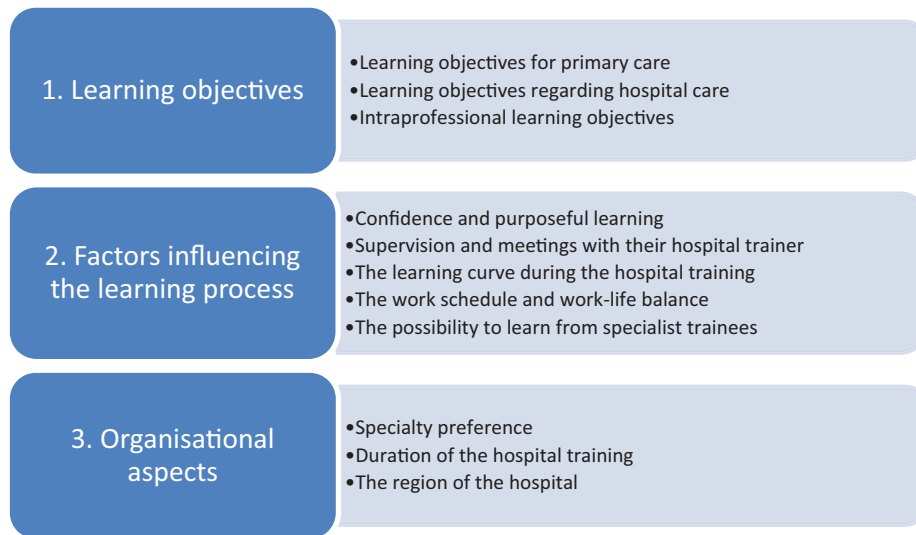 1. Learning objectives
•Learning objectives for primary care
•Learning objectives regarding hospital care
•Intraprofessional learning objectives
2. Factors influencing
the learning process
•Confidence and purposeful learning
•Supervision and meetings with their hospital trainer
•The learning curve during the hospital training
•The work schedule and work-life balance
•The possibility to learn from specialist trainees
3. Organisational
aspects
•Specialty preference
•Duration of the hospital training
•The region of the hospital